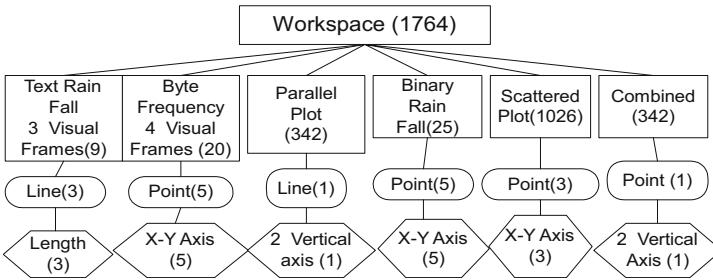 Workspace (1764)
Text Rain
Fall
3 Visual
Frames(9)
Byte
Frequency
4 Visual
Frames (20)
Parallel
Plot
(342)
Binary
Rain
Fall(25)
Scattered
Plot(1026)
Combined
(342)
Line(3)
Point(5)
Line(1)
Point(5)
Point(3)
Point (1)
Length
(3)
X-Y Axis
(5)
2 Vertical
axis (1)
X-Y Axis
(5)
X-Y Axis
(3)
2 Vertical
Axis (1)